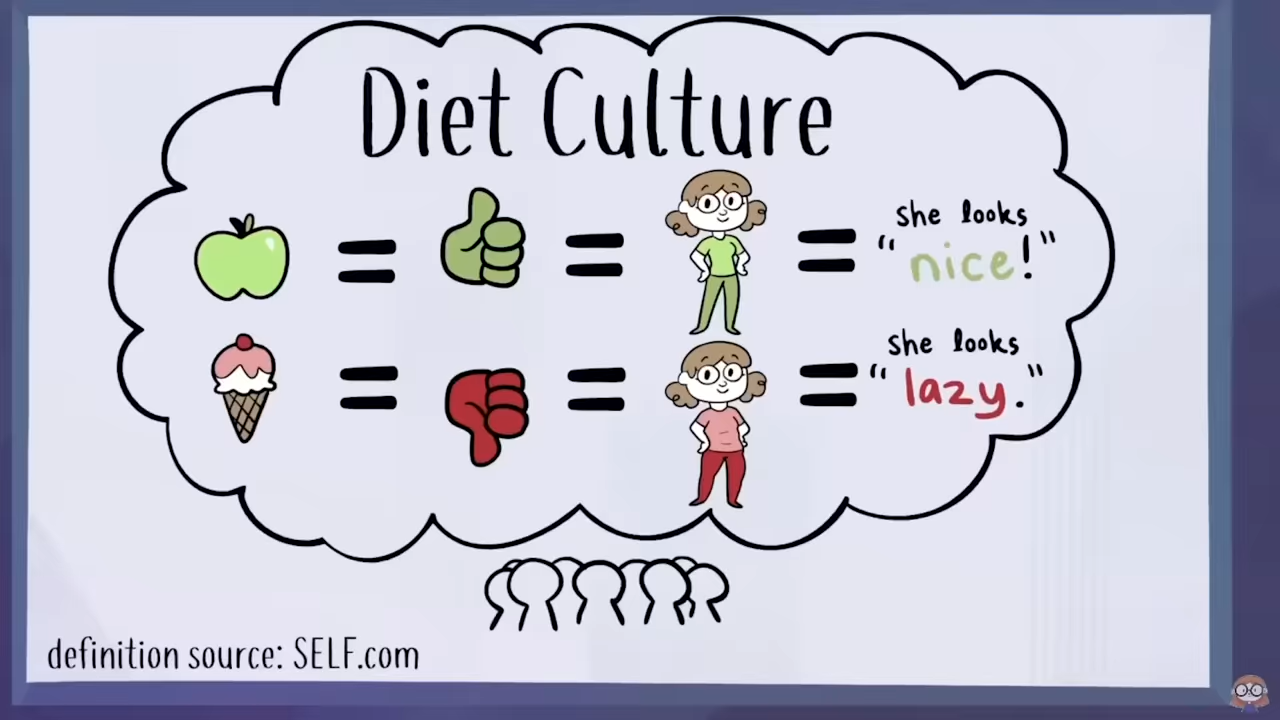 Diet Culture
she looks
"nice!"
she looks
"lazy."
definition source: SELF.com